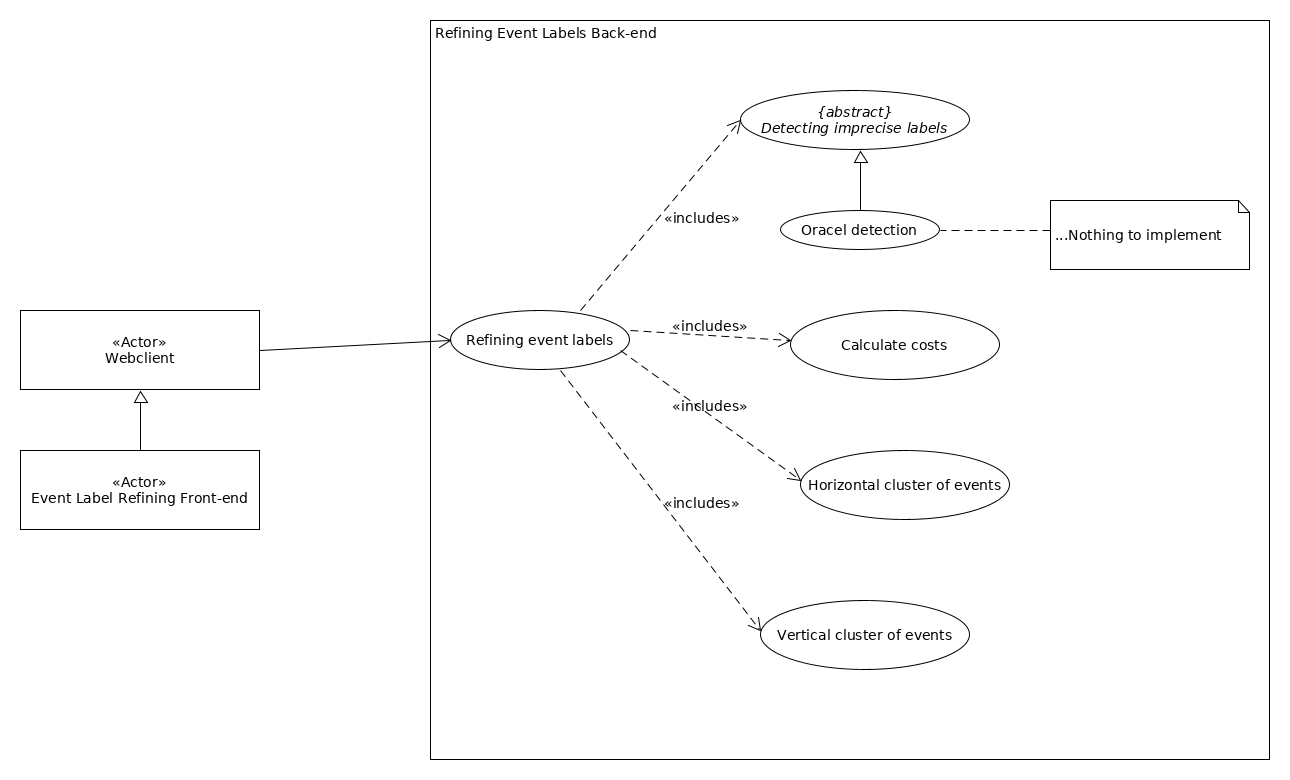 Refining Event Labels Back-end
{abstract}
Detecting imprecise labels
«includes»
Oracel detection
...Nothing to implement
«Actor»
Webclient
Refining event labels
«includes»
Calculate costs
«includes»
«Actor»
Event Label Refining Front-end
Horizontal cluster of events
«includes»
Vertical cluster of events